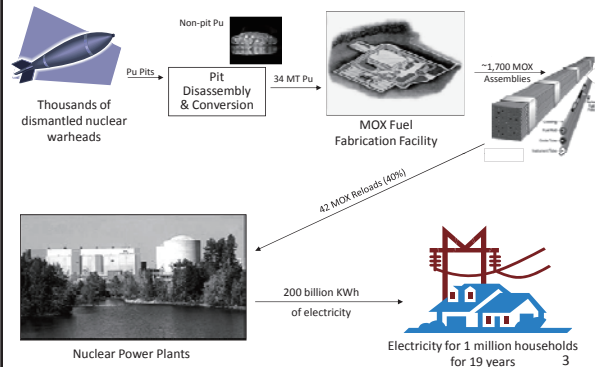 Non-pit Pu
Pu Pits
Pit
Disassembly
& Conversion
34 MT Pu
~1,700 MOX
Assemblies
Thousands of
dismantled nuclear
warheads
MOX Fuel
Fabrication Facility
42 MOX Reloads (40%)
200 billion KWh
of electricity
Nuclear Power Plants
Electricity for 1 million households
for 19 years
3